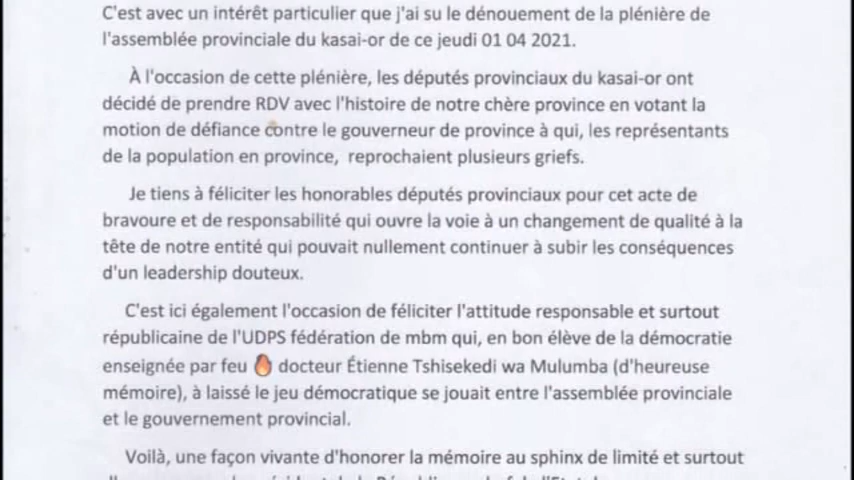 C'est avec un intérêt particulier que j'ai su le dénouement de la plénière de
l'assemblée provinciale du kasai-or de ce jeudi 01 04 2021.
À l'occasion de cette plénière, les députés provinciaux du kasai-or ont
décidé de prendre RDV avec l'histoire de notre chère province en votant la
motion de défiance contre le gouverneur de province à qui, les représentants
de la population en province, reprochaient plusieurs griefs.
Je tiens à féliciter les honorables députés provinciaux pour cet acte de
bravoure et de responsabilité qui ouvre la voie à un changement de qualité à la
tête de notre entité qui pouvait nullement continuer à subir les conséquences
d'un leadership douteux.
C'est ici également l'occasion de féliciter l'attitude responsable et surtout
républicaine de l'UDPS fédération de mbm qui, en bon élève de la démocratie
enseignée par feu 🔥 docteur Étienne Tshisekedi wa Mulumba (d'heureuse
mémoire), à laissé le jeu démocratique se jouait entre l'assemblée provinciale
et le gouvernement provincial.
Voilà, une façon vivante d'honorer la mémoire au sphinx de limité et surtout